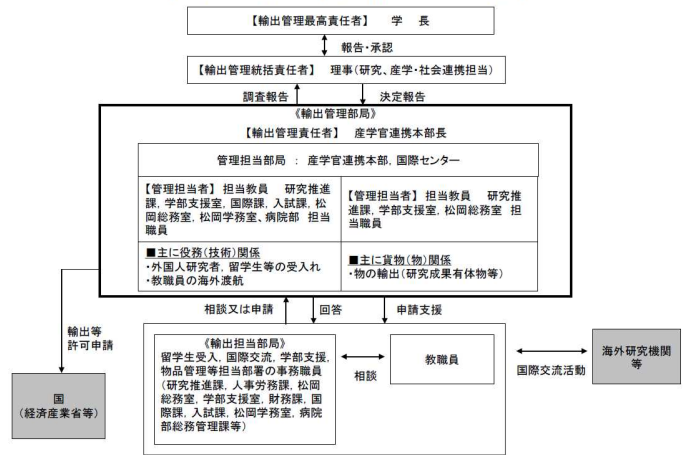 【輸出管理最高責任者】　学　長
報告・承認
【輸出管理統括責任者】　理事（研究、産学・社会連携担当）
調査報告
決定報告
《輸出管理部局》
【輸出管理責任者】　産学官連携本部長
管理担当部局　：　産学官連携本部，国際センター
【管理担当者】 担当教員　研究推進
課，学部支援室，国際課，入試課，松
岡総務室，松岡学務室、病院部　担当
職員
【管理担当者】 担当教員　研究推
進課，学部支援室，松岡総務室　担
当職員
■主に役務（技術）関係
・外国人研究者，留学生等の受入れ
・教職員の海外渡航
■主に貨物（物）関係
・物の輸出（研究成果有体物等）
相談又は申請
回答
申請支援
輸出等
許可申請
国
（経済産業省等）
《輸出担当部局》
留学生受入，国際交流，学部支援，
物品管理等担当部署の事務職員
（研究推進課，人事労務課，松岡
総務室，学部支援室，財務課，国
際課，入試課，松岡学務室，病院
部総務管理課等）
相談
教職員
国際交流活動
海外研究機関
等